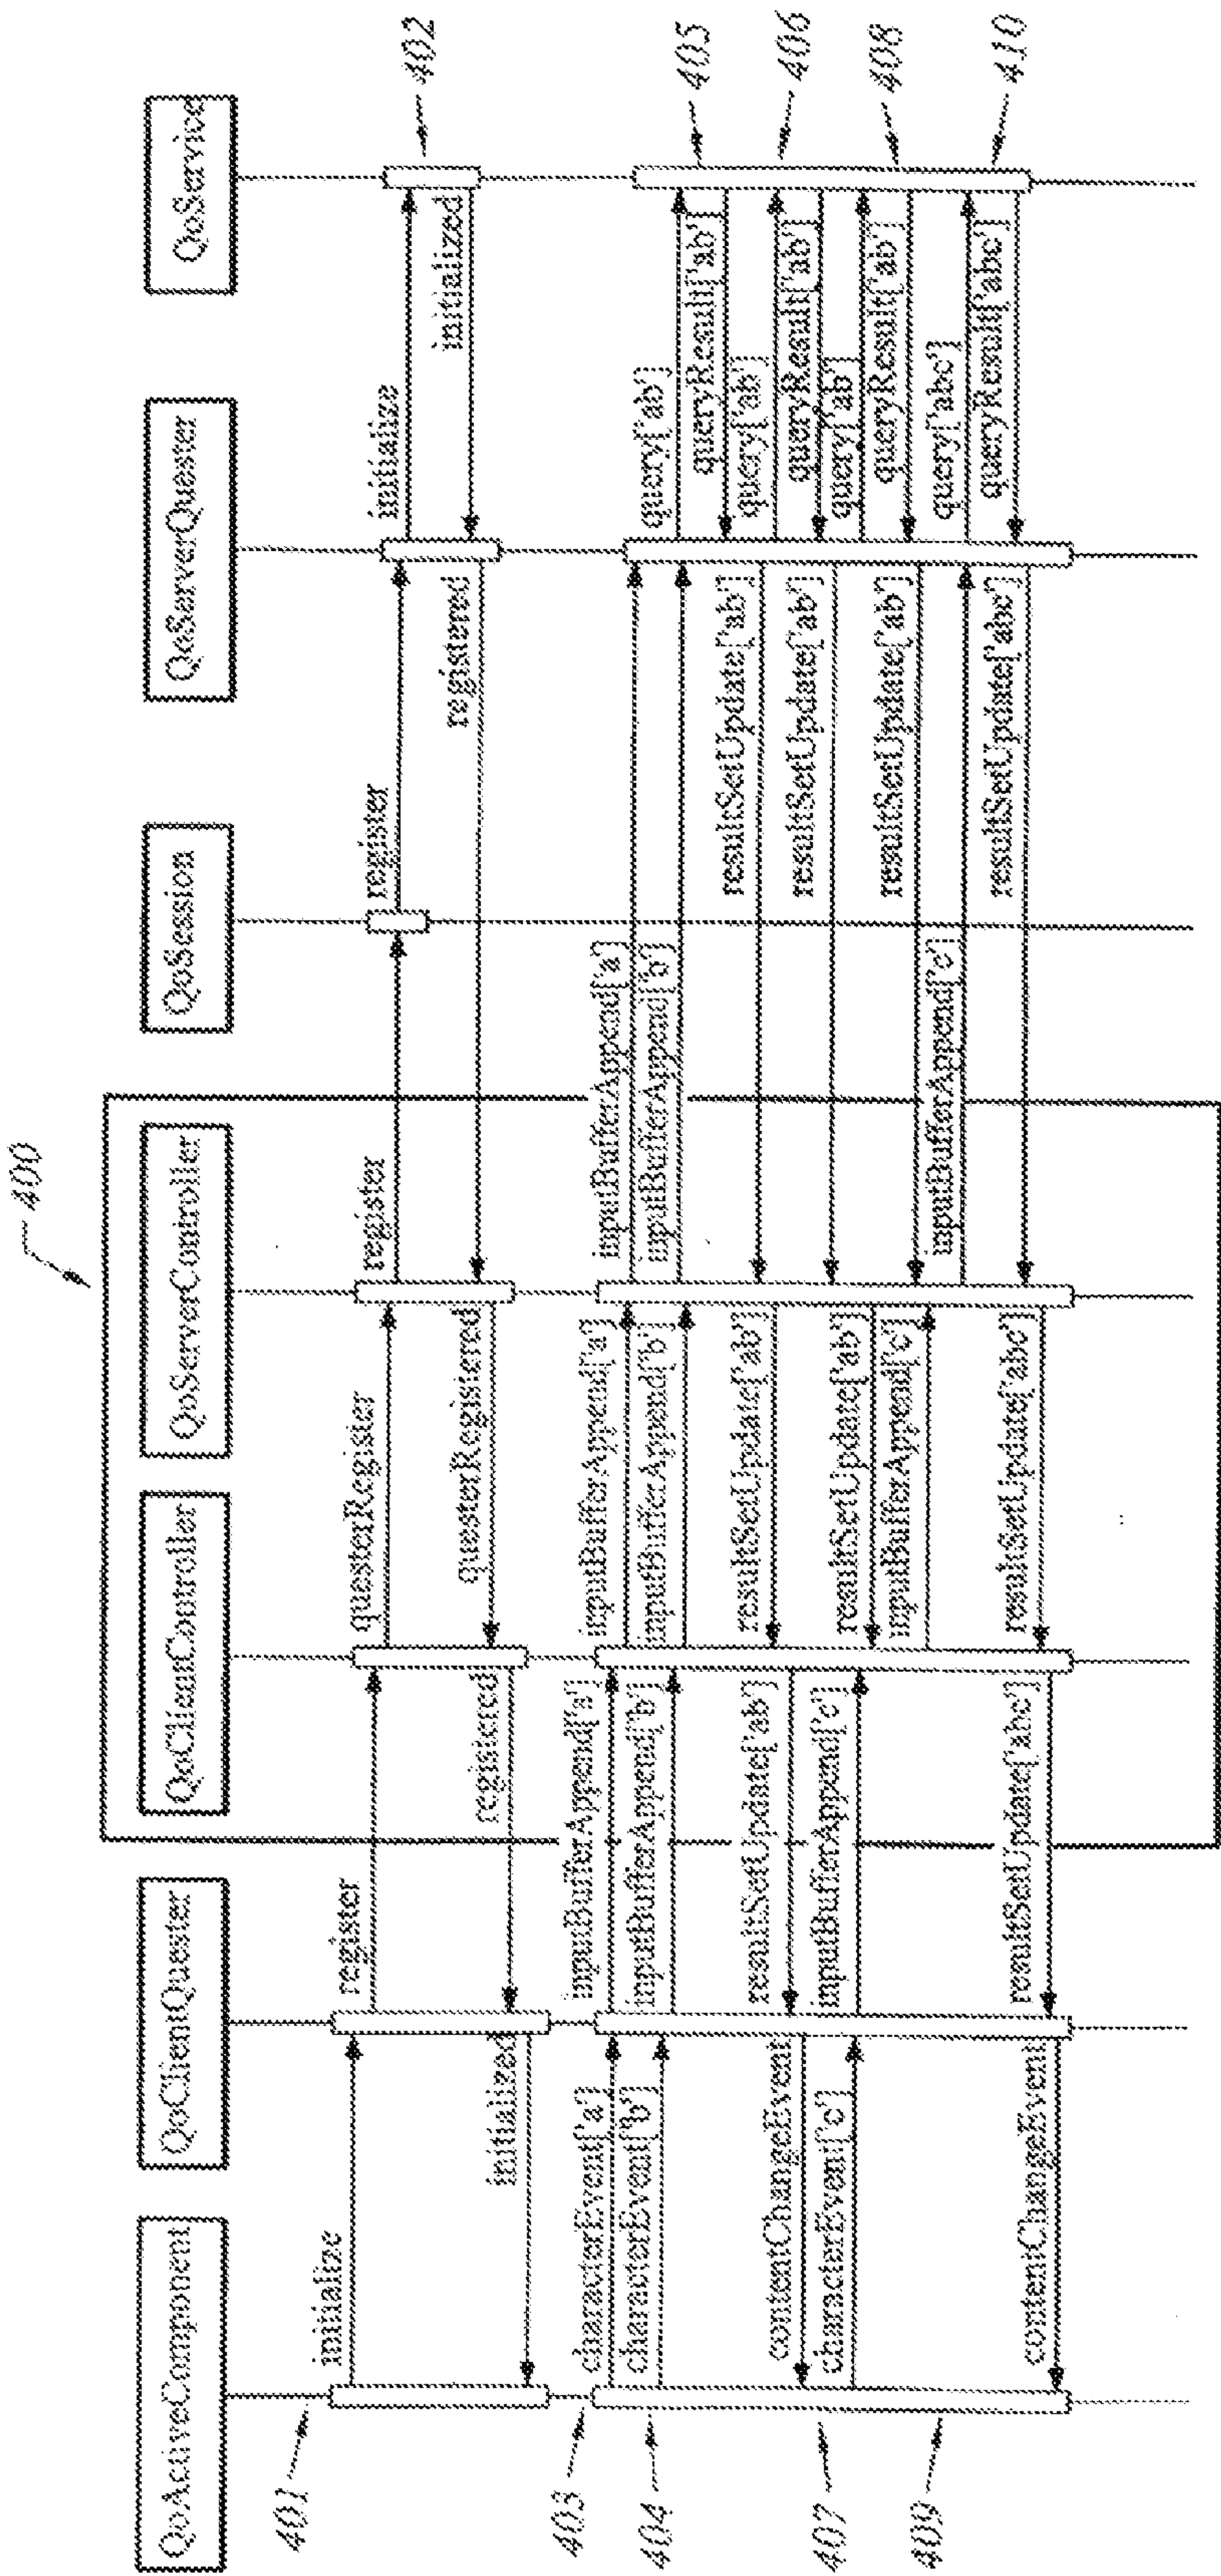 400
QoActiveComponent
QoClientQuester
QoClientController
QoServerController
QoSession
QoServerQuester
QoService
401
initialize
register
questerRegister
register
register
initialize
402
initialized
registered
questerRegistered
registered
initialized
403
characterEvent['a']
inputBufferAppend['a']
inputBufferAppend['a']
inputBufferAppend['a']
404
characterEvent['b']
inputBufferAppend['b']
inputBufferAppend['b']
inputBufferAppend['b']
query['ab']
405
queryResult['ab']
resultSetUpdate['ab']
resultSetUpdate['ab']
resultSetUpdate['ab']
contentChangeEvent
query['ab']
406
queryResult['ab']
resultSetUpdate['ab']
resultSetUpdate['ab']
407
characterEvent['c']
inputBufferAppend['c']
inputBufferAppend['c']
inputBufferAppend['c']
query['ab']
408
queryResult['ab']
resultSetUpdate['ab']
409
query['abc']
410
queryResult['abc']
resultSetUpdate['abc']
resultSetUpdate['abc']
resultSetUpdate['abc']
contentChangeEvent